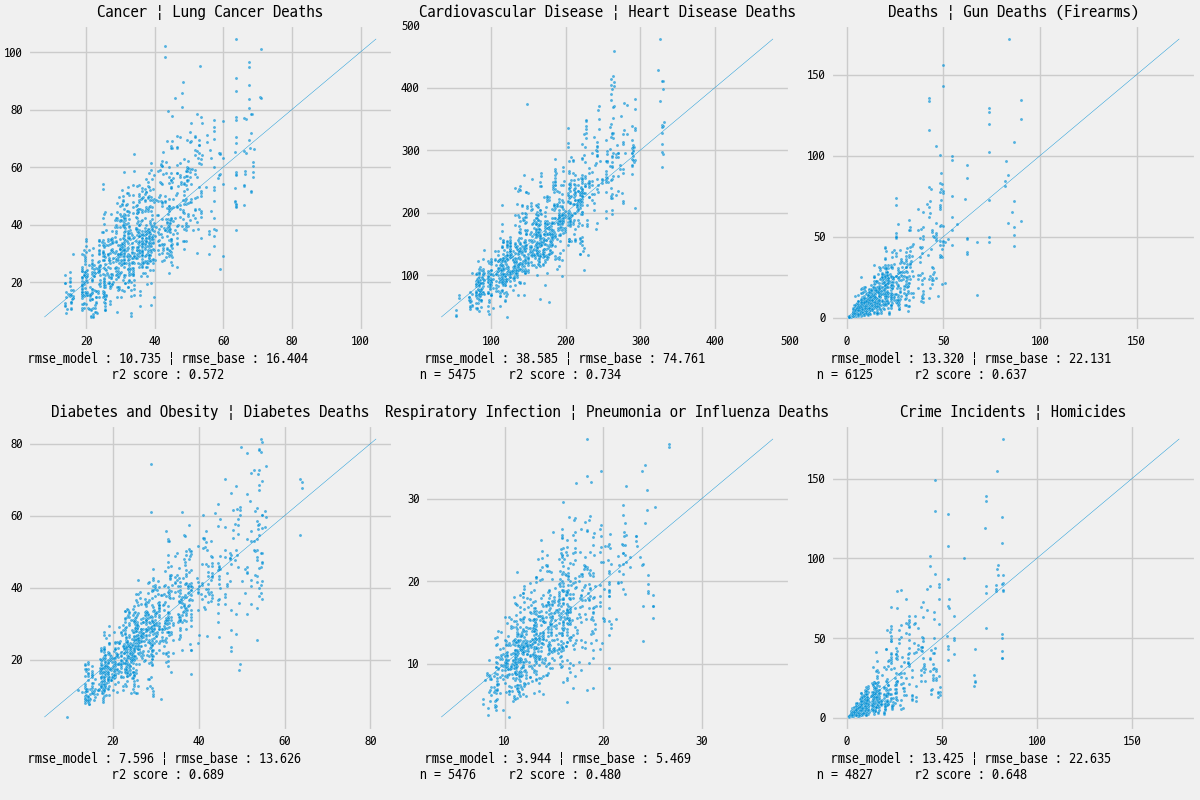 Cancer ¦ Lung Cancer Deaths
Cardiovascular Disease ¦ Heart Disease Deaths
Deaths ¦ Gun Deaths (Firearms)
100
80
60
40
20
20
40
60
80
100
500
400
300
200
100
100
200
300
400
500
150
100
50
0
0
50
100
150
rmse_model : 10.735 ¦ rmse_base : 16.404
r2 score : 0.572
rmse_model : 38.585 ¦ rmse_base : 74.761
n = 5475 r2 score : 0.734
rmse_model : 13.320 ¦ rmse_base : 22.131
n = 6125 r2 score : 0.637
Diabetes and Obesity ¦ Diabetes Deaths
Respiratory Infection ¦ Pneumonia or Influenza Deaths
Crime Incidents ¦ Homicides
80
60
40
20
20
40
60
80
30
20
10
10
20
30
150
100
50
0
0
50
100
150
rmse_model : 7.596 ¦ rmse_base : 13.626
r2 score : 0.689
rmse_model : 3.944 ¦ rmse_base : 5.469
n = 5476 r2 score : 0.480
rmse_model : 13.425 ¦ rmse_base : 22.635
n = 4827 r2 score : 0.648